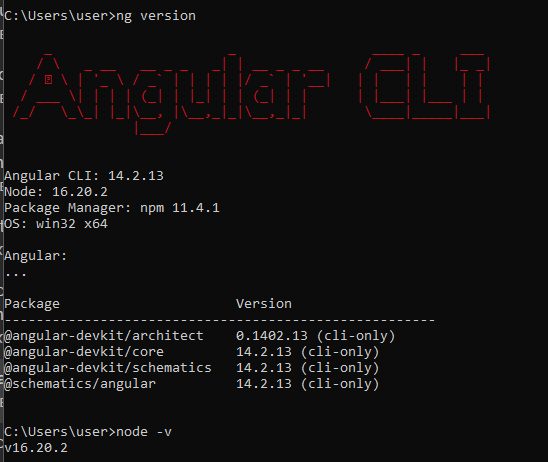 C:\Users\user>ng version
Angular CLI
Angular CLI: 14.2.13
Node: 16.20.2
Package Manager: npm 11.4.1
OS: win32 x64
Angular:
...
Package Version
------------------------------------------------------
@angular-devkit/architect 0.1402.13 (cli-only)
@angular-devkit/core 14.2.13 (cli-only)
@angular-devkit/schematics 14.2.13 (cli-only)
@schematics/angular 14.2.13 (cli-only)
C:\Users\user>node -v
v16.20.2